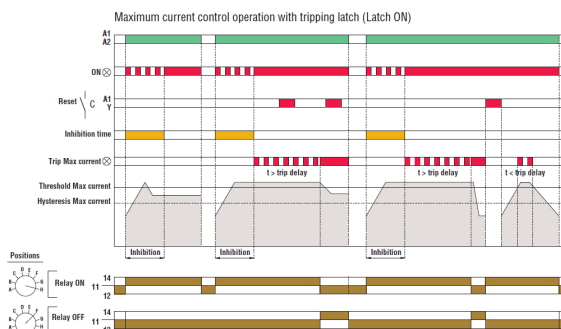 Maximum current control operation with tripping latch (Latch ON)
A1
A2
ON
Reset C A1
Y
Inhibition time
Trip Max current
t > trip delay t > trip delay t < trip delay
Threshold Max current
Hysteresis Max current
Inhibition Inhibition Inhibition
Positions
A B C D E F G H Relay ON 14
11
12
A B C D E F G H Relay OFF 14
11
12